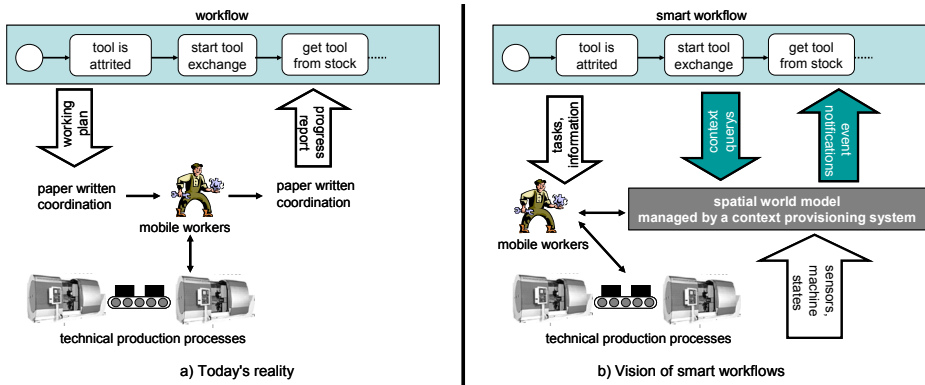 workflow
tool is
attrited
start tool
exchange
get tool
from stock
working
plan
progress
report
paper written
coordination
paper written
coordination
mobile workers
technical production processes
a) Today's reality
smart workflow
tool is
attrited
start tool
exchange
get tool
from stock
tasks,
information
context
querys
event
notifications
spatial world model
managed by a context provisioning system
mobile workers
sensors,
machine
states
technical production processes
b) Vision of smart workflows